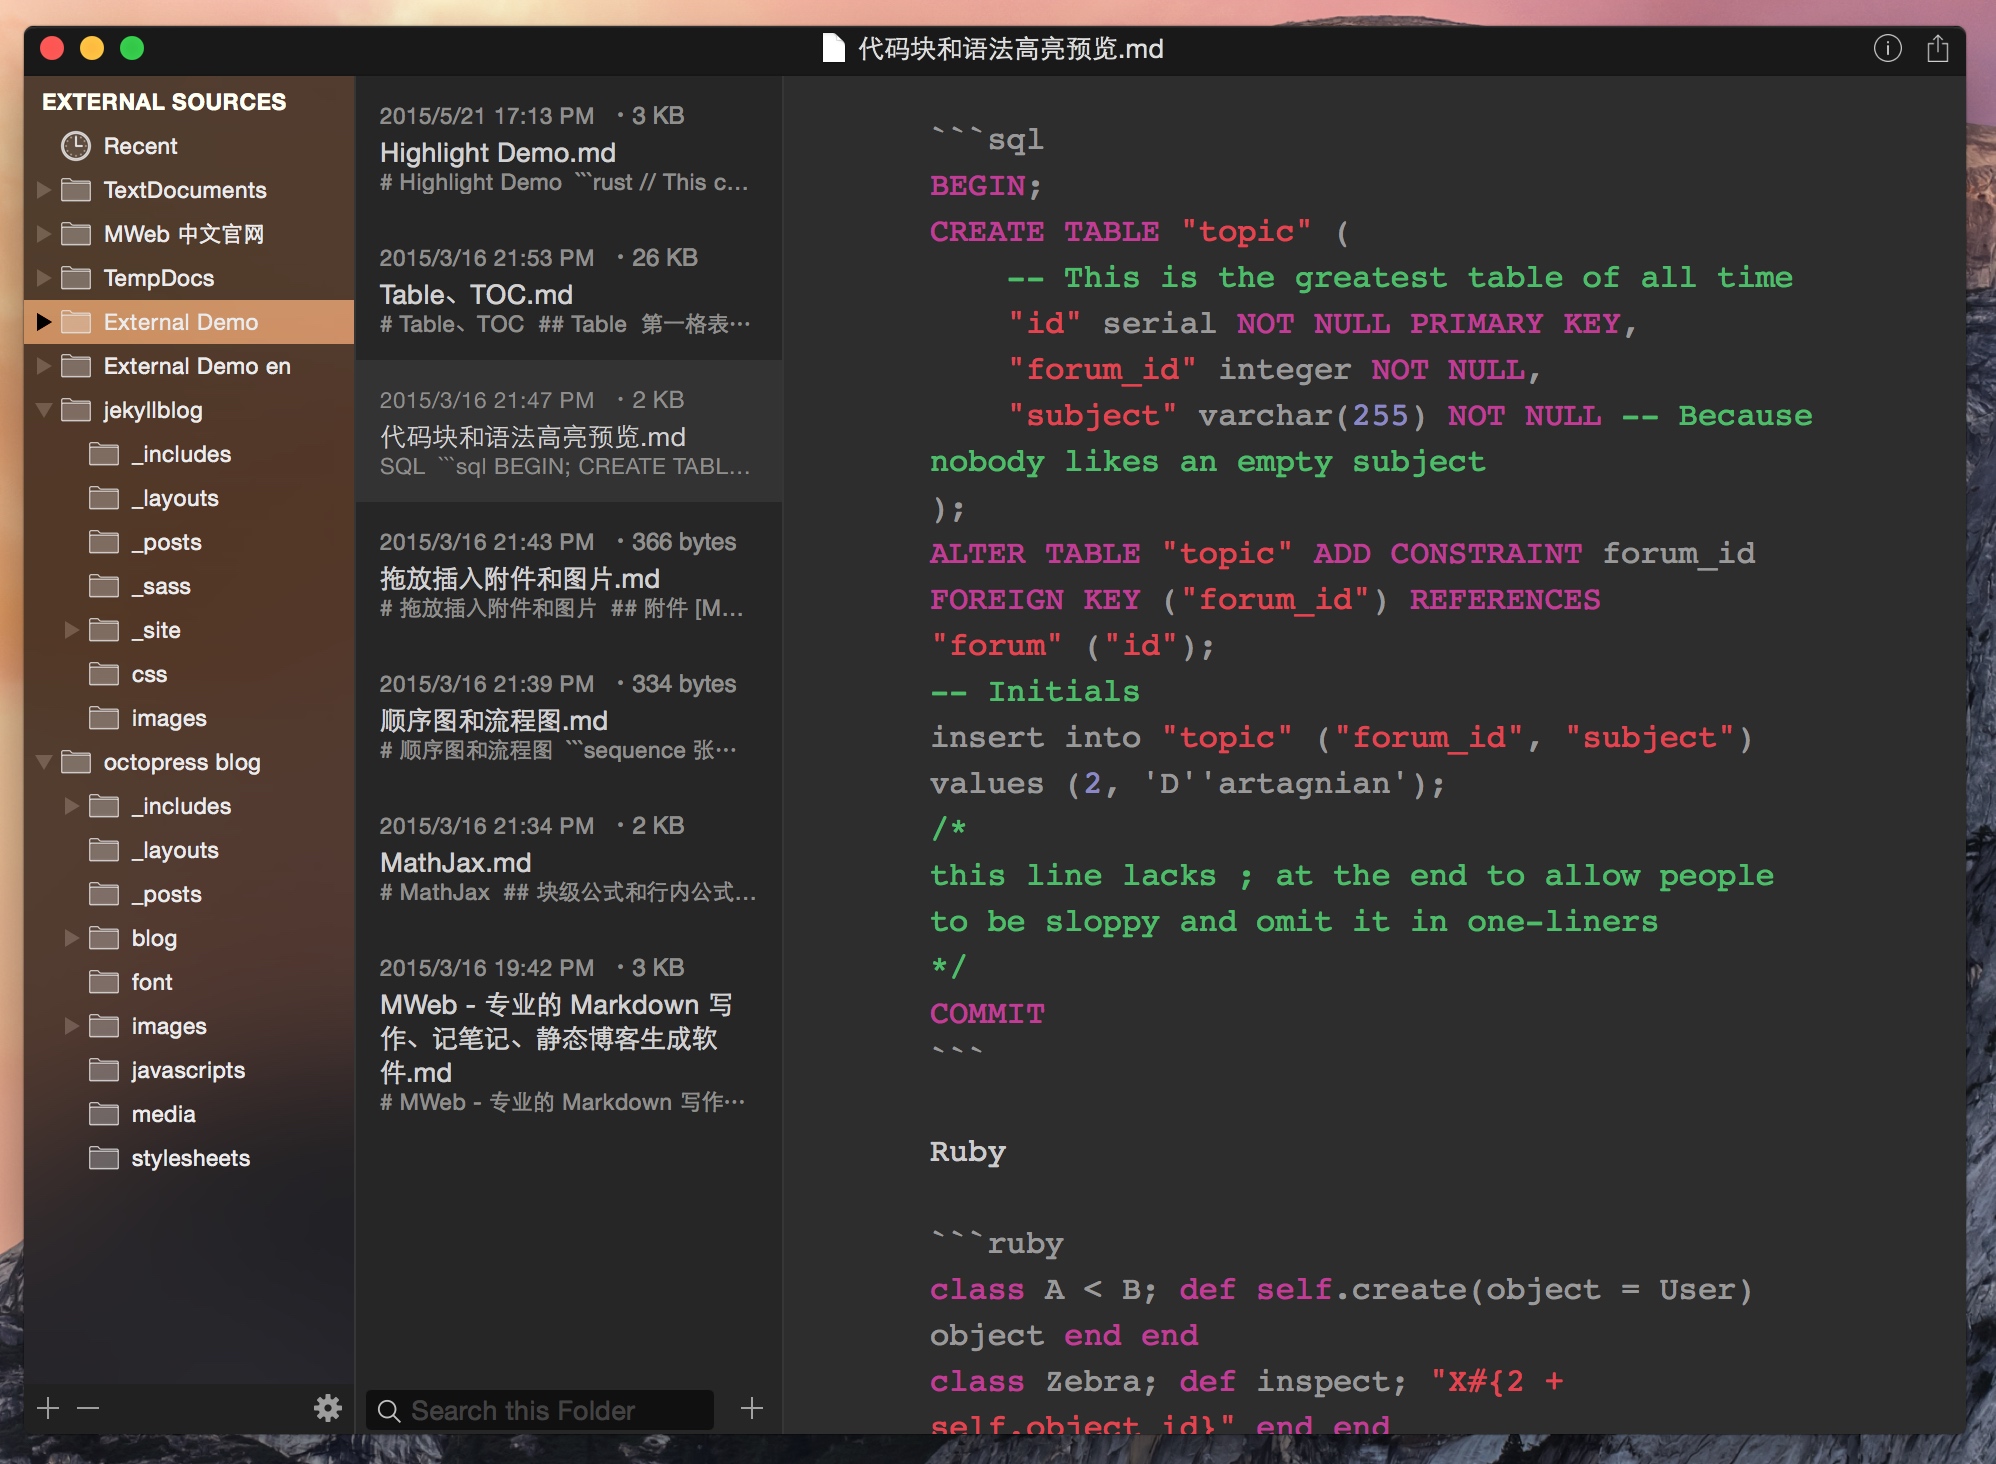 代码块和语法高亮预览.md
EXTERNAL SOURCES
Recent
TextDocuments
MWeb 中文官网
TempDocs
External Demo
External Demo en
jekyllblog
_includes
_layouts
_posts
_sass
_site
css
images
octopress blog
_includes
_layouts
_posts
blog
font
images
javascripts
media
stylesheets
2015/5/21 17:13 PM ・3 KB
Highlight Demo.md
# Highlight Demo ```rust // This c...
2015/3/16 21:53 PM ・26 KB
Table、TOC.md
# Table、TOC ## Table 第一格表…
2015/3/16 21:47 PM ・2 KB
代码块和语法高亮预览.md
SQL ```sql BEGIN; CREATE TABL...
2015/3/16 21:43 PM ・366 bytes
拖放插入附件和图片.md
# 拖放插入附件和图片 ## 附件 [M...
2015/3/16 21:39 PM ・334 bytes
顺序图和流程图.md
# 顺序图和流程图 ```sequence 张…
2015/3/16 21:34 PM ・2 KB
MathJax.md
# MathJax ## 块级公式和行内公式...
2015/3/16 19:42 PM ・3 KB
MWeb - 专业的 Markdown 写
作、记笔记、静态博客生成软
件.md
# MWeb - 专业的 Markdown 写作…
Search this Folder
```sql
BEGIN;
CREATE TABLE "topic" (
    -- This is the greatest table of all time
    "id" serial NOT NULL PRIMARY KEY,
    "forum_id" integer NOT NULL,
    "subject" varchar(255) NOT NULL -- Because
nobody likes an empty subject
);
ALTER TABLE "topic" ADD CONSTRAINT forum_id
FOREIGN KEY ("forum_id") REFERENCES
"forum" ("id");
-- Initials
insert into "topic" ("forum_id", "subject")
values (2, 'D''artagnian');
/*
this line lacks ; at the end to allow people
to be sloppy and omit it in one-liners
*/
COMMIT
```
Ruby
```ruby
class A < B; def self.create(object = User)
object end end
class Zebra; def inspect; "X#{2 +
self.object_id}" end end